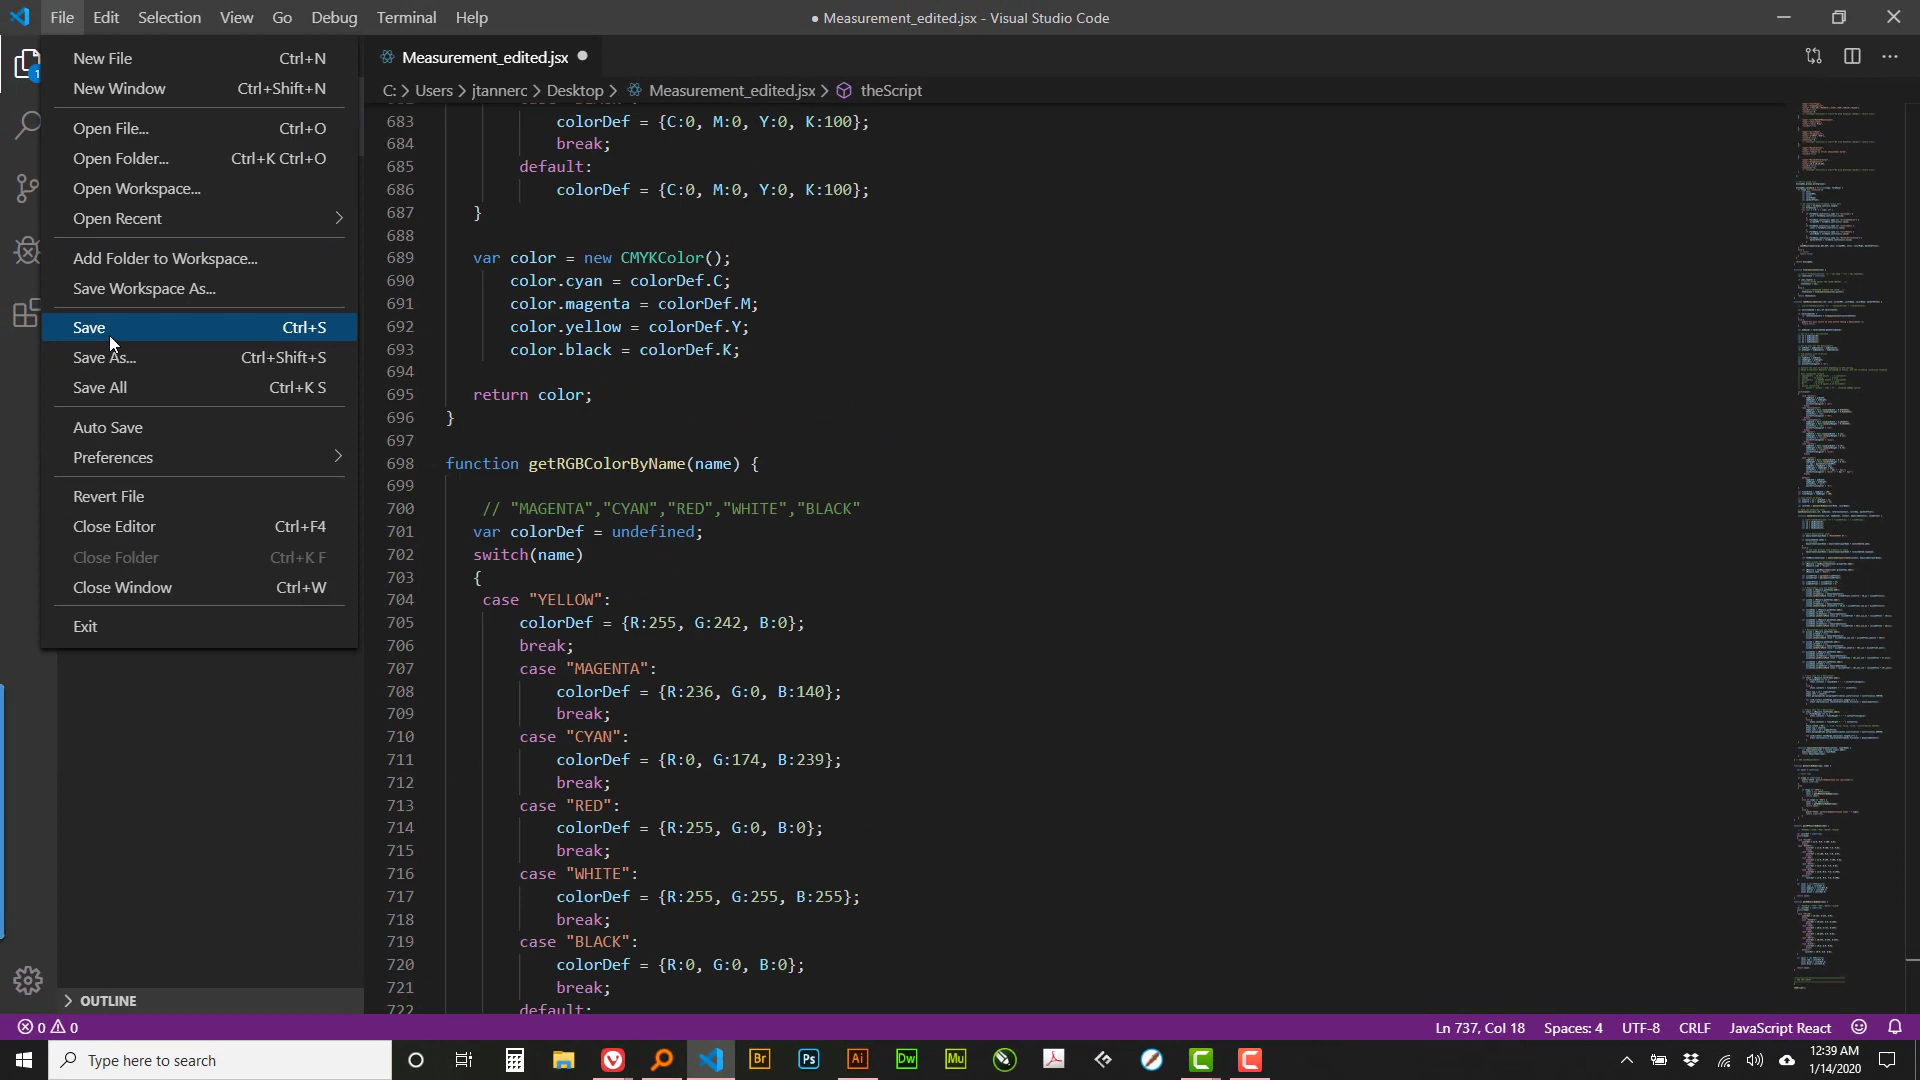 File Edit Selection View Go Debug Terminal Help
● Measurement_edited.jsx - Visual Studio Code
New File Ctrl+N
New Window Ctrl+Shift+N
Open File... Ctrl+O
Open Folder... Ctrl+K Ctrl+O
Open Workspace...
Open Recent
Add Folder to Workspace...
Save Workspace As...
Save Ctrl+S
Save As... Ctrl+Shift+S
Save All Ctrl+K S
Auto Save
Preferences
Revert File
Close Editor Ctrl+F4
Close Folder Ctrl+K F
Close Window Ctrl+W
Exit
OUTLINE
1
Measurement_edited.jsx
C: > Users > jtannerc > Desktop > Measurement_edited.jsx > theScript
683 colorDef = {C:0, M:0, Y:0, K:100};
684 break;
685 default:
686 colorDef = {C:0, M:0, Y:0, K:100};
687 }
688
689 var color = new CMYKColor();
690 color.cyan = colorDef.C;
691 color.magenta = colorDef.M;
692 color.yellow = colorDef.Y;
693 color.black = colorDef.K;
694
695 return color;
696 }
697
698 function getRGBColorByName(name) {
699
700 // "MAGENTA","CYAN","RED","WHITE","BLACK"
701 var colorDef = undefined;
702 switch(name)
703 {
704 case "YELLOW":
705 colorDef = {R:255, G:242, B:0};
706 break;
707 case "MAGENTA":
708 colorDef = {R:236, G:0, B:140};
709 break;
710 case "CYAN":
711 colorDef = {R:0, G:174, B:239};
712 break;
713 case "RED":
714 colorDef = {R:255, G:0, B:0};
715 break;
716 case "WHITE":
717 colorDef = {R:255, G:255, B:255};
718 break;
719 case "BLACK":
720 colorDef = {R:0, G:0, B:0};
721 break;
722 default:
0 0
Ln 737, Col 18 Spaces: 4 UTF-8 CRLF JavaScript React
Type here to search
Br Ps Ai Dw Mu
12:39 AM
1/14/2020